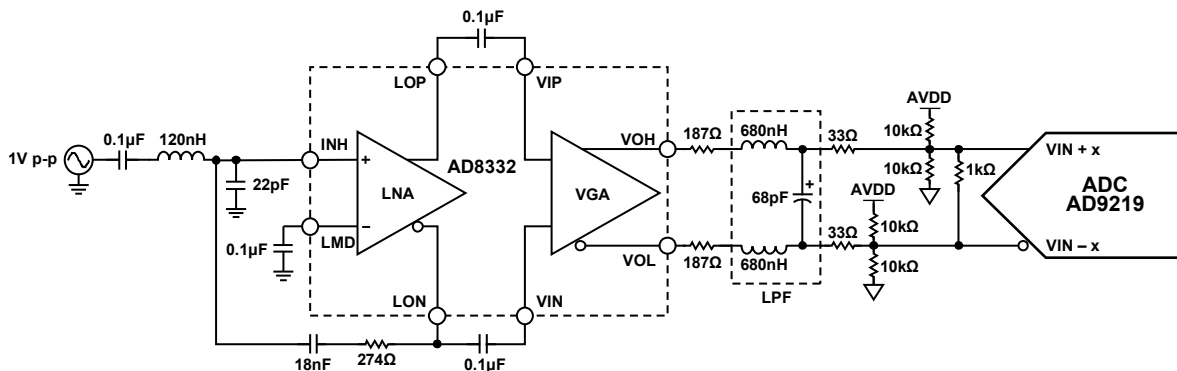 0.1µF
LOP
VIP
1V p-p
0.1µF
120nH
22pF
INH
+
LNA
–
LMD
0.1µF
AD8332
LON
VIN
18nF
274Ω
0.1µF
VGA
VOH
VOL
187Ω
187Ω
680nH
68pF
+
680nH
LPF
33Ω
33Ω
AVDD
10kΩ
10kΩ
AVDD
10kΩ
10kΩ
1kΩ
VIN + x
ADC
AD9219
VIN – x